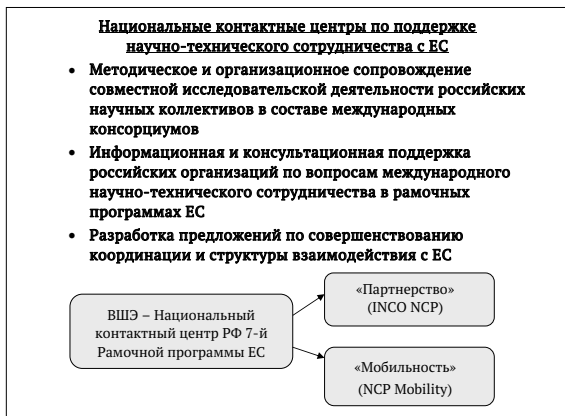 Национальные контактные центры по поддержке
научно-технического сотрудничества с ЕС
• Методическое и организационное сопровождение
совместной исследовательской деятельности российских
научных коллективов в составе международных
консорциумов
• Информационная и консультационная поддержка
российских организаций по вопросам международного
научно-технического сотрудничества в рамочных
программах ЕС
• Разработка предложений по совершенствованию
координации и структуры взаимодействия с ЕС
ВШЭ – Национальный
контактный центр РФ 7-й
Рамочной программы ЕС
«Партнерство»
(INCO NCP)
«Мобильность»
(NCP Mobility)